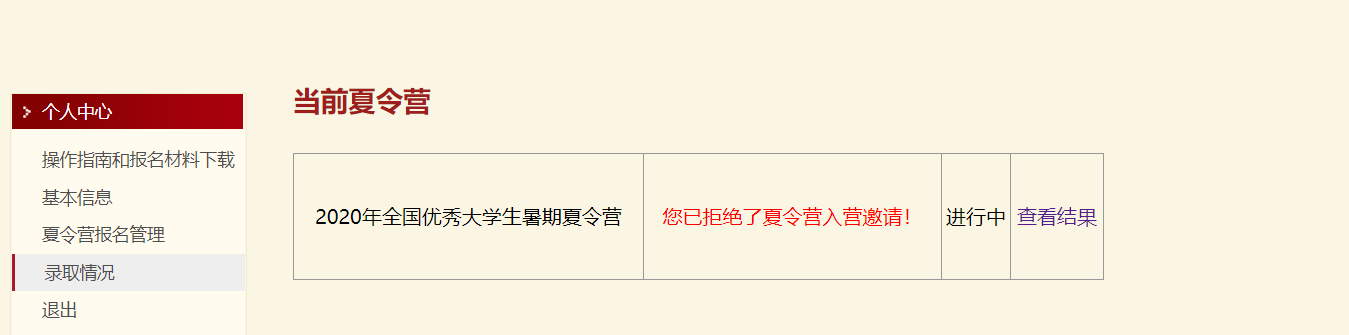 当前夏令营
个人中心
操作指南和报名材料下载
基本信息
2020年全国优秀大学生暑期夏令营 您已拒绝了夏令营入营邀请！ 进行中 查看结果
夏令营报名管理
录取情况
退出